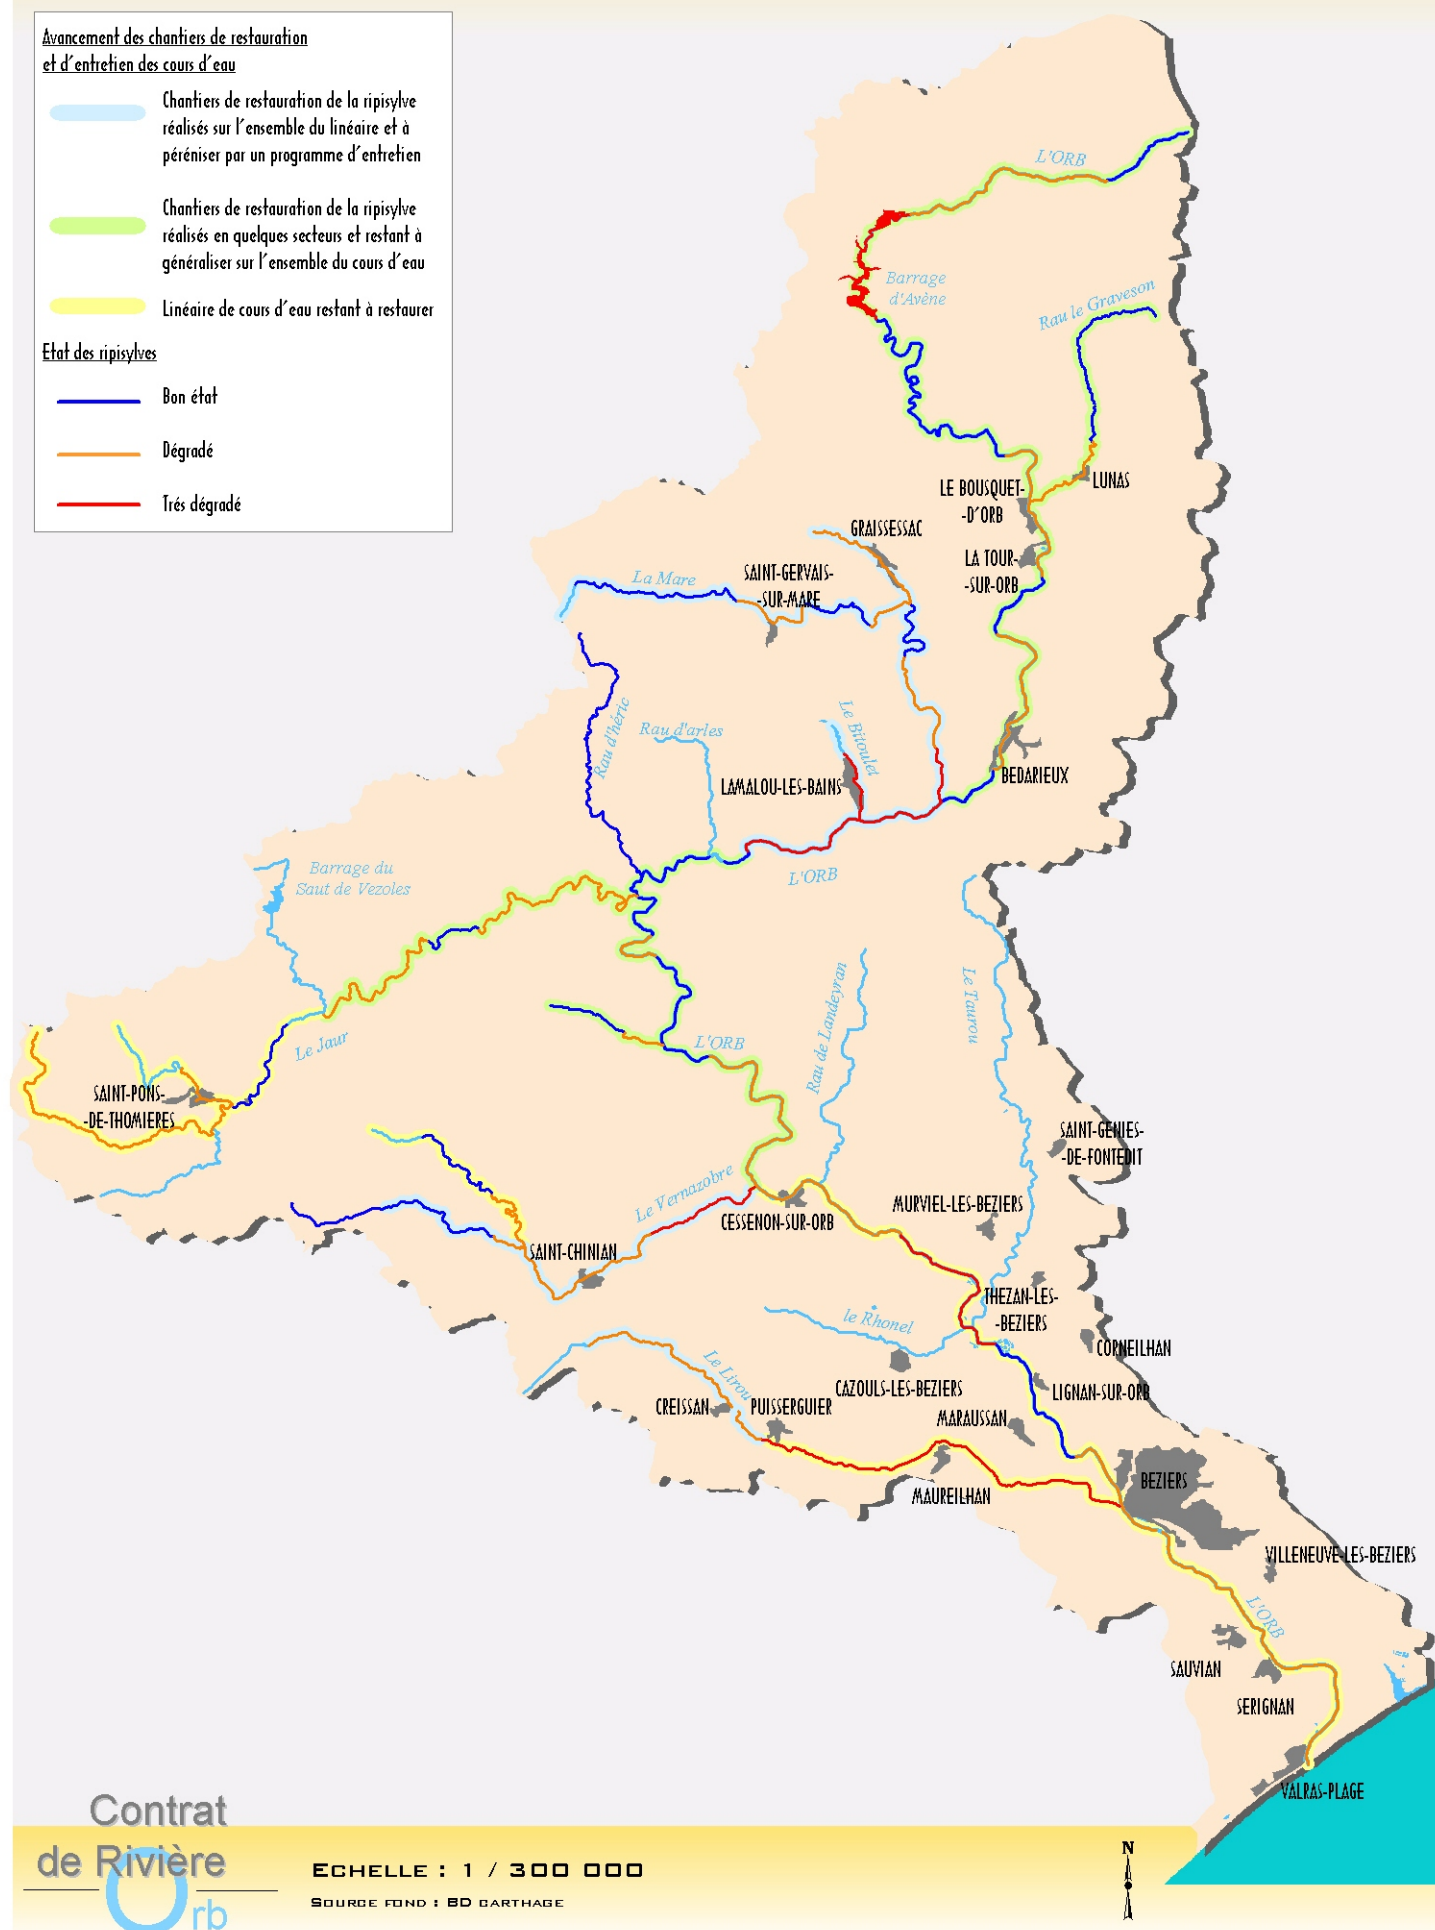 Avancement des chantiers de restauration
et d'entretien des cours d'eau
Chantiers de restauration de la ripisylve
réalisés sur l'ensemble du linéaire et à
péréniser par un programme d'entretien
Chantiers de restauration de la ripisylve
réalisés en quelques secteurs et restant à
généraliser sur l'ensemble du cours d'eau
Linéaire de cours d'eau restant à restaurer
Etat des ripisylves
Bon état
Dégradé
Trés dégradé
L'ORB
Barrage
d'Avène
Rau le Graveson
LE BOUSQUET-
-D'ORB
LUNAS
GRAISSESSAC
LA TOUR-
-SUR-ORB
SAINT-GERVAIS-
-SUR-MARE
La Mare
Rau d'héric
Rau d'arles
Le Bitoulet
LAMALOU-LES-BAINS
BEDARIEUX
L'ORB
Barrage du
Saut de Vezoles
Le Jaur
L'ORB
Rau de Landeyran
Le Taurou
SAINT-PONS-
-DE-THOMIERES
SAINT-GENIES-
-DE-FONTEDIT
Le Vernazobre
CESSENON-SUR-ORB
MURVIEL-LES-BEZIERS
SAINT-CHINIAN
THEZAN-LES-
-BEZIERS
le Rhonel
CORNEILHAN
Le Lirou
CAZOULS-LES-BEZIERS
LIGNAN-SUR-ORB
CREISSAN
PUISSERGUIER
MARAUSSAN
MAUREILHAN
BEZIERS
VILLENEUVE-LES-BEZIERS
L'ORB
SAUVIAN
SERIGNAN
VALRAS-PLAGE
Contrat
de Rivière
Orb
ECHELLE : 1 / 300 000
SOURCE FOND : BD CARTHAGE
N